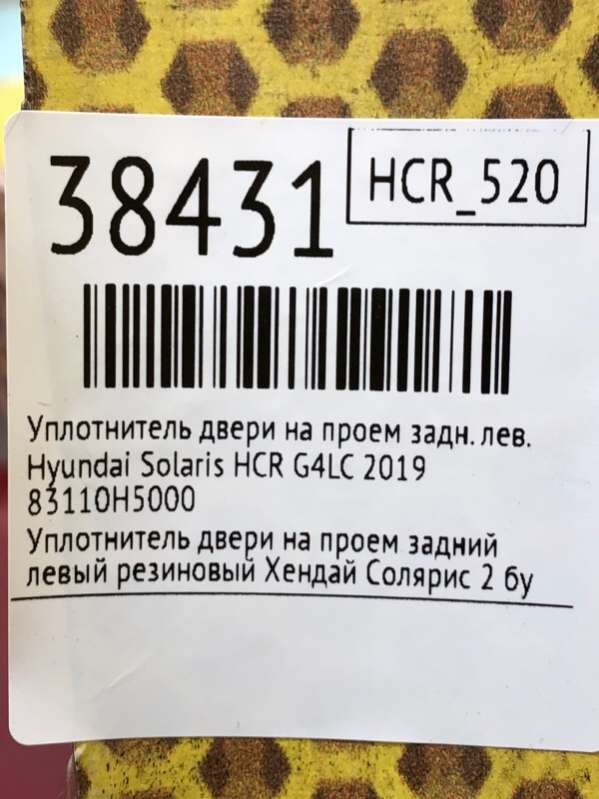 38431
HCR_520
Уплотнитель двери на проем задн. лев.
Hyundai Solaris HCR G4LC 2019
83110H5000
Уплотнитель двери на проем задний
левый резиновый Хендай Солярис 2 бу